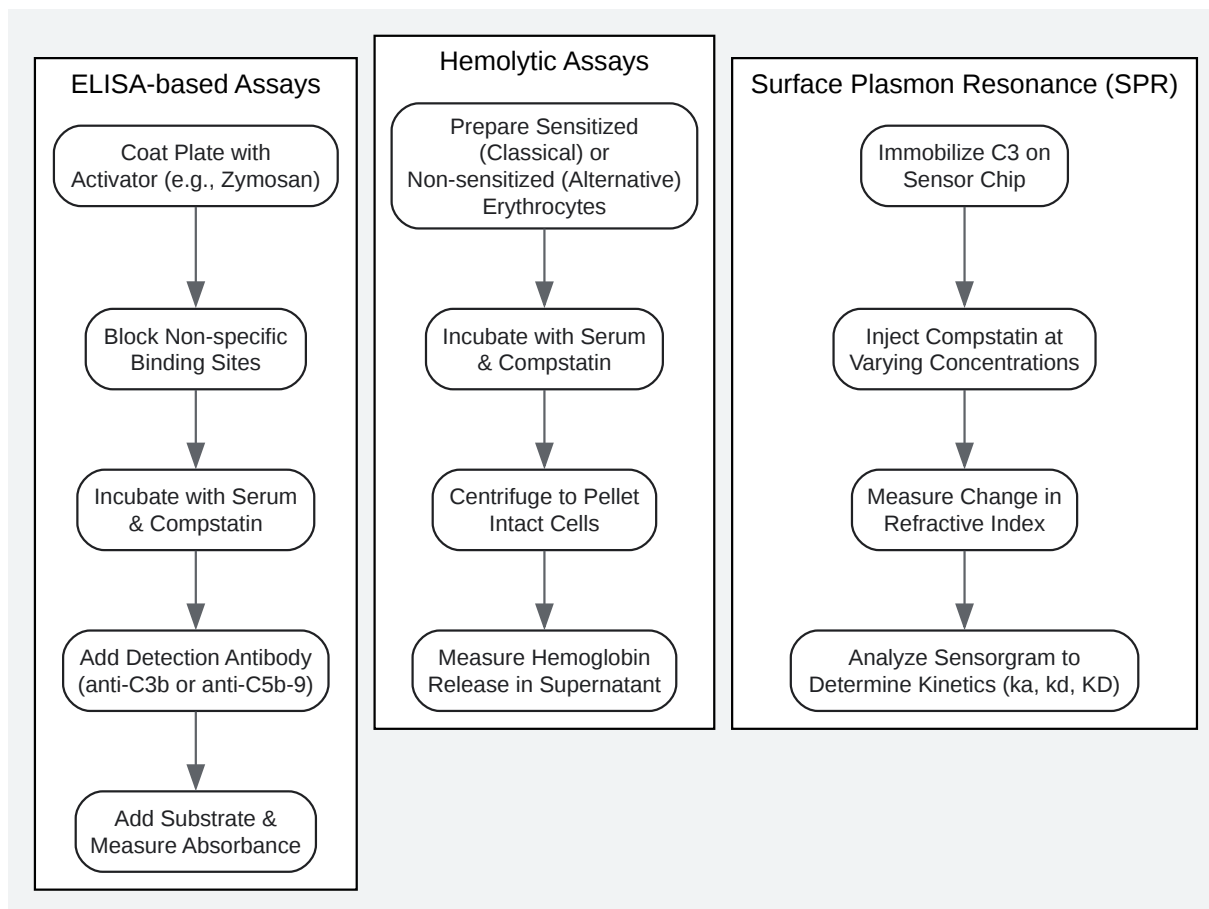 ELISA-based Assays
Coat Plate with
Activator (e.g., Zymosan)
Block Non-specific
Binding Sites
Incubate with Serum
& Compstatin
Add Detection Antibody
(anti-C3b or anti-C5b-9)
Add Substrate &
Measure Absorbance
Hemolytic Assays
Prepare Sensitized
(Classical) or
Non-sensitized (Alternative)
Erythrocytes
Incubate with Serum
& Compstatin
Centrifuge to Pellet
Intact Cells
Measure Hemoglobin
Release in Supernatant
Surface Plasmon Resonance (SPR)
Immobilize C3 on
Sensor Chip
Inject Compstatin at
Varying Concentrations
Measure Change in
Refractive Index
Analyze Sensorgram to
Determine Kinetics (ka, kd, KD)